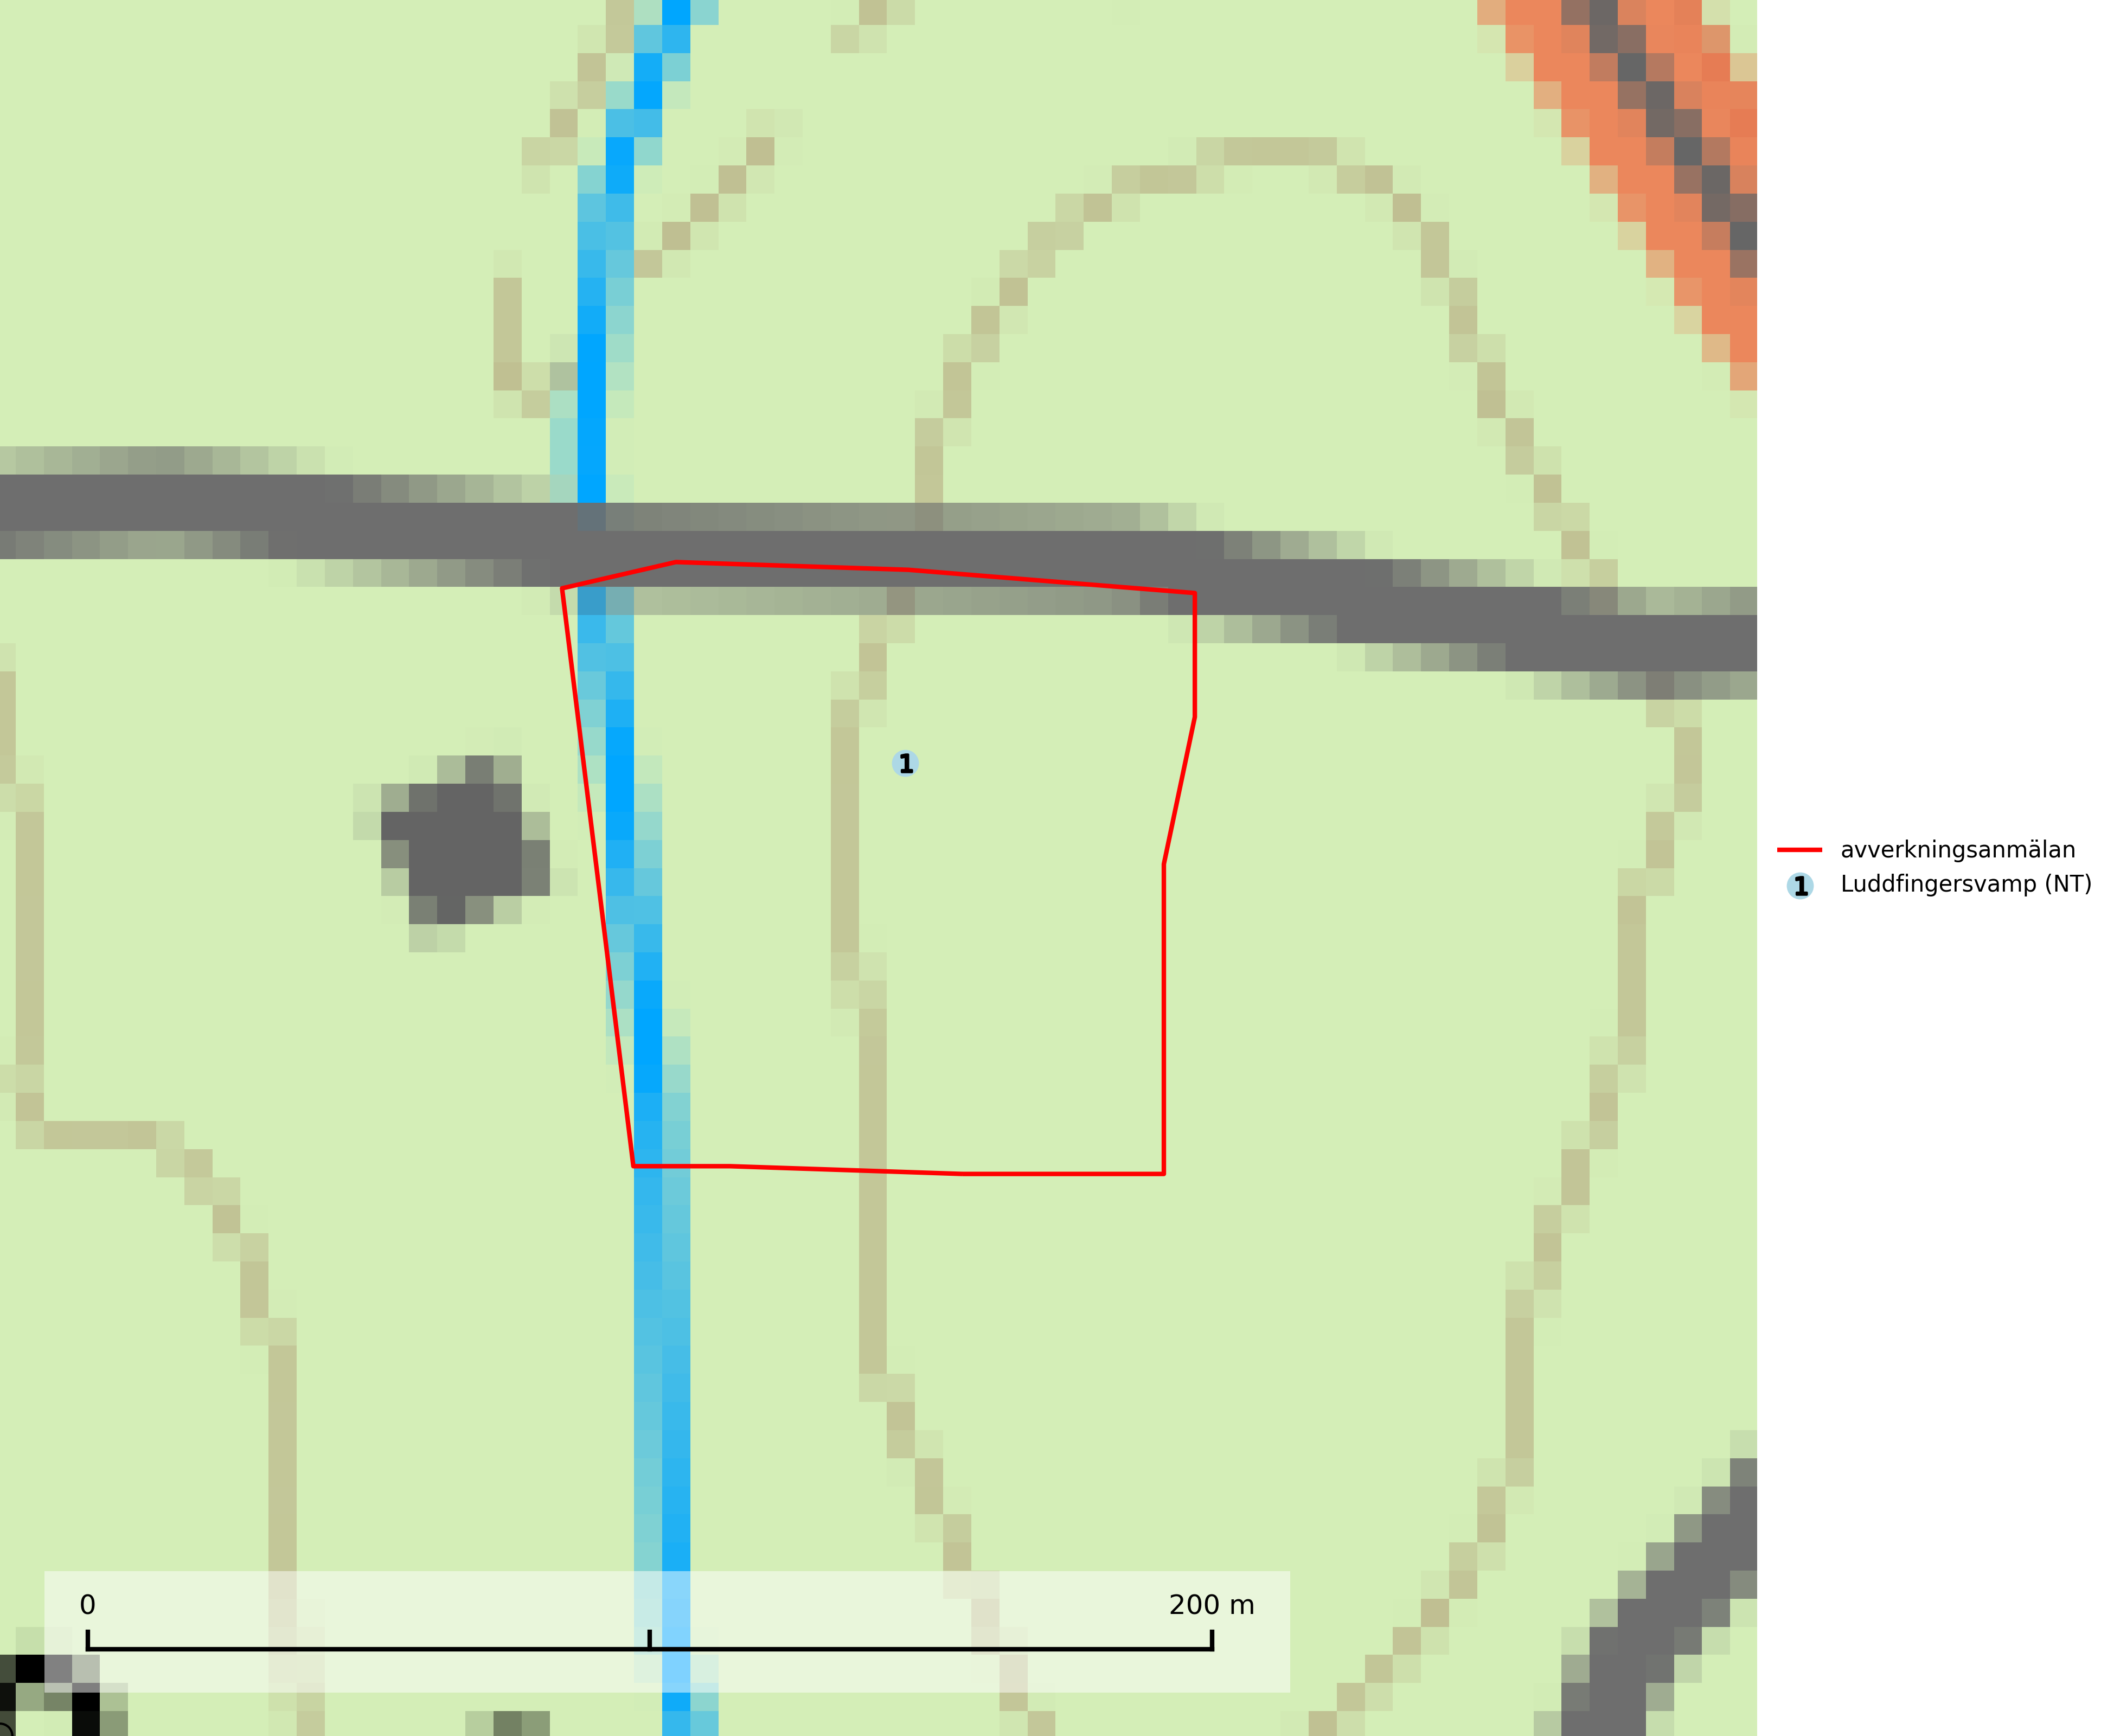 1
avverkningsanmälan
1 Luddfingersvamp (NT)
0 200 m